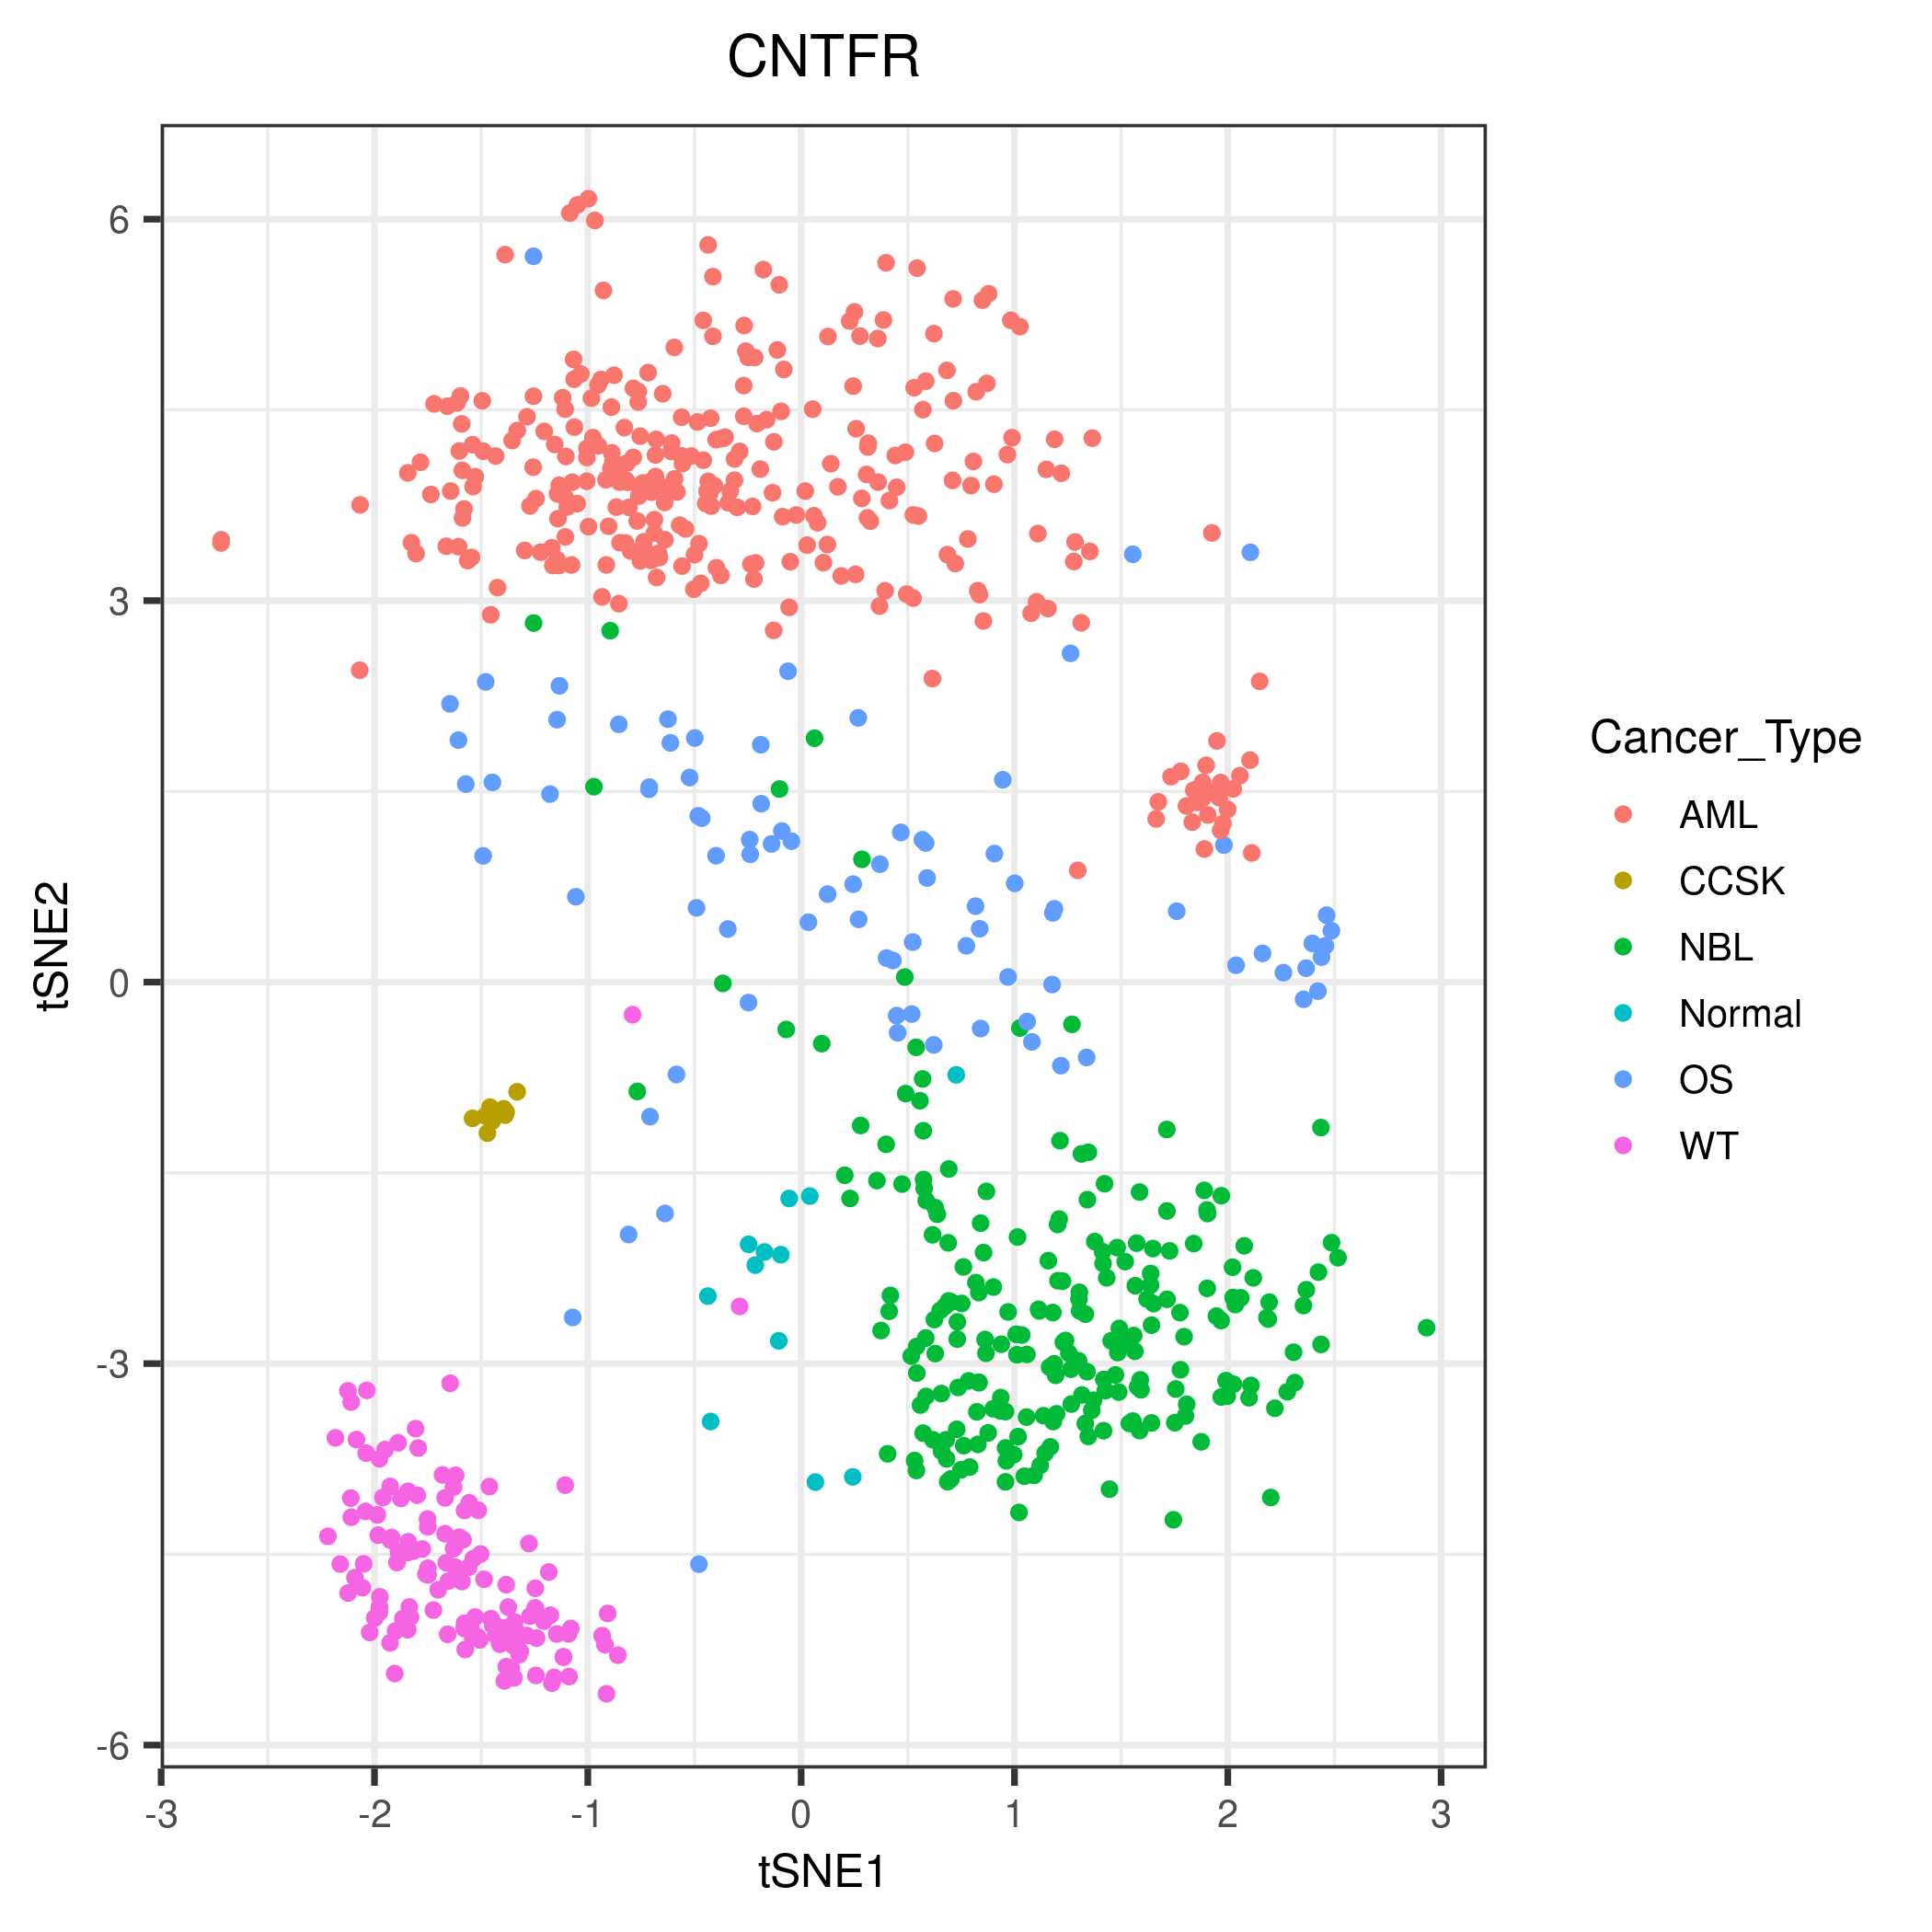 CNTFR
6
3
0
-3
-6
tSNE2
-3 -2 -1 0 1 2 3
tSNE1
Cancer_Type
AML
CCSK
NBL
Normal
OS
WT